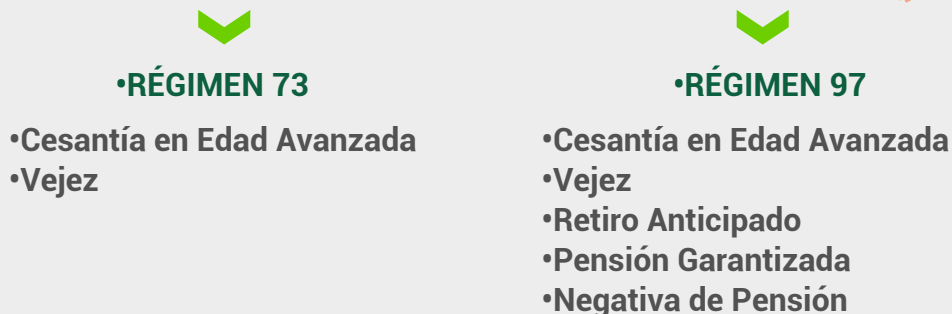 •RÉGIMEN 73
•Cesantía en Edad Avanzada
•Vejez
•RÉGIMEN 97
•Cesantía en Edad Avanzada
•Vejez
•Retiro Anticipado
•Pensión Garantizada
•Negativa de Pensión